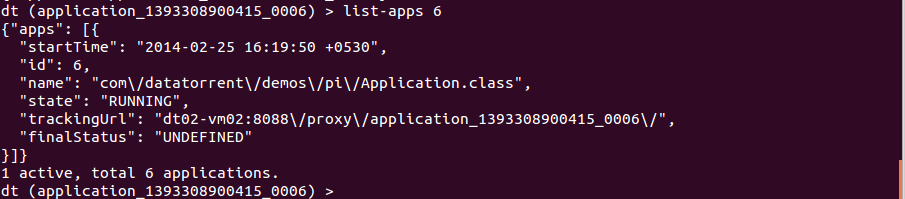 dt (application_1393308900415_0006) > list-apps 6
{"apps": [{
  "startTime": "2014-02-25 16:19:50 +0530",
  "id": 6,
  "name": "com\/datatorrent\/demos\/pi\/Application.class",
  "state": "RUNNING",
  "trackingUrl": "dt02-vm02:8088\/proxy\/application_1393308900415_0006\/",
  "finalStatus": "UNDEFINED"
}]}
1 active, total 6 applications.
dt (application_1393308900415_0006) >